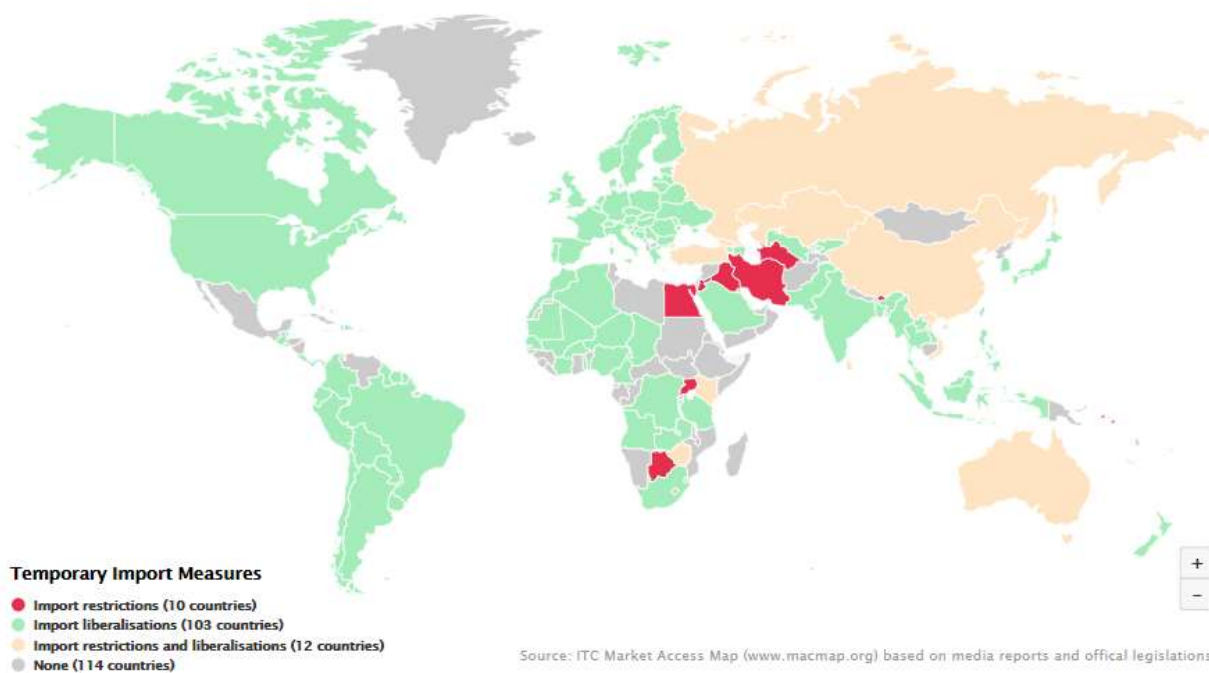 Temporary Import Measures
Import restrictions (10 countries)
Import liberalisations (103 countries)
Import restrictions and liberalisations (12 countries)
None (114 countries)
+
−
Source: ITC Market Access Map (www.macmap.org) based on media reports and offical legislations